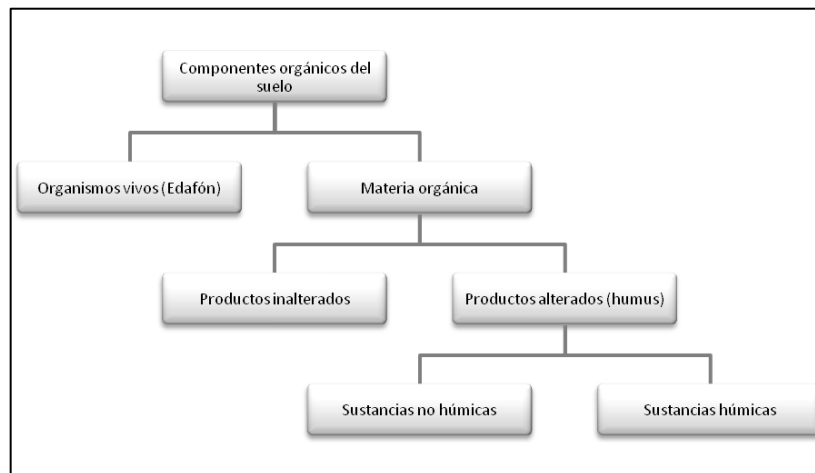 Componentes orgánicos del
suelo
Organismos vivos (Edafón)
Materia orgánica
Productos inalterados
Productos alterados (humus)
Sustancias no húmicas
Sustancias húmicas